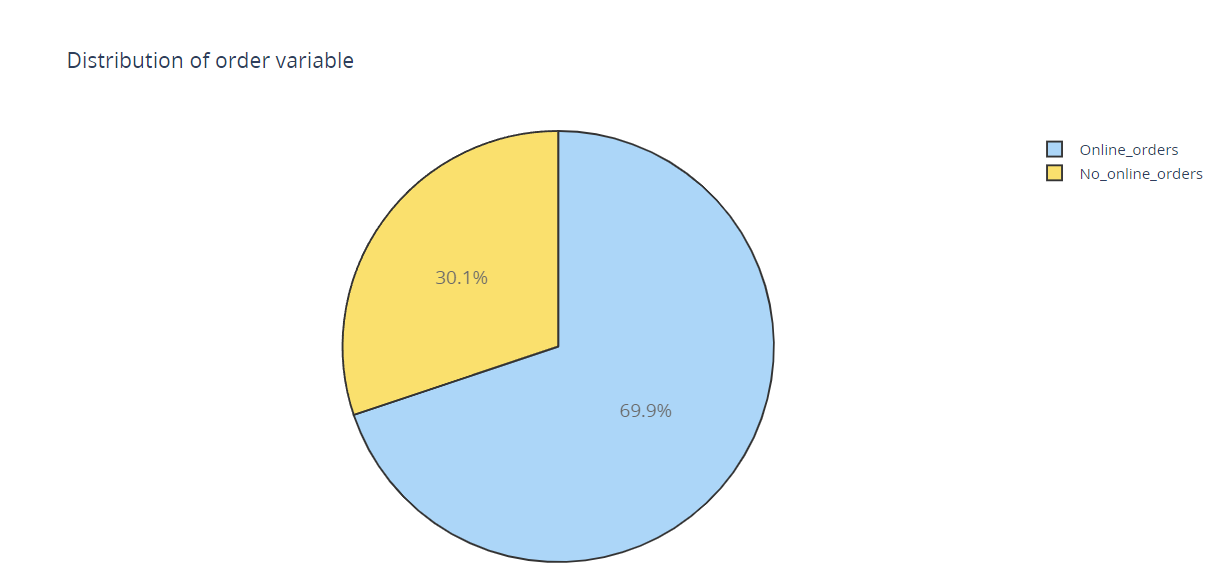 Distribution of order variable
Online_orders
No_online_orders
30.1%
69.9%